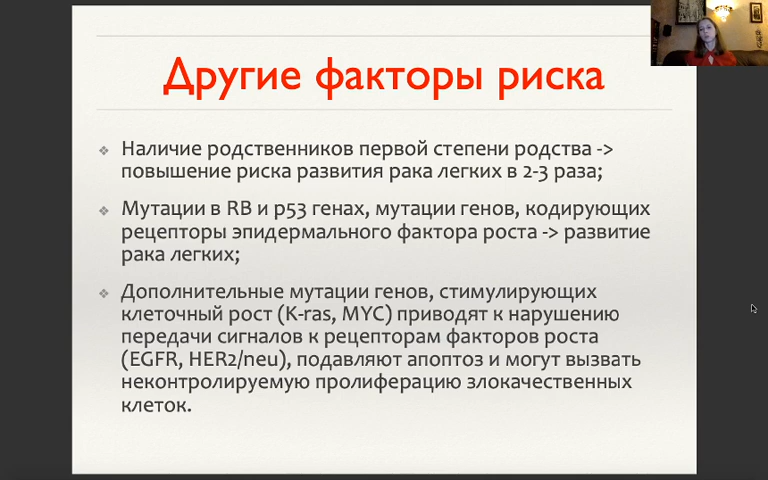 Другие факторы риска
Наличие родственников первой степени родства ->
повышение риска развития рака легких в 2-3 раза;
Мутации в RB и p53 генах, мутации генов, кодирующих
рецепторы эпидермального фактора роста -> развитие
рака легких;
Дополнительные мутации генов, стимулирующих
клеточный рост (K-ras, MYC) приводят к нарушению
передачи сигналов к рецепторам факторов роста
(EGFR, HER2/neu), подавляют апоптоз и могут вызвать
неконтролируемую пролиферацию злокачественных
клеток.